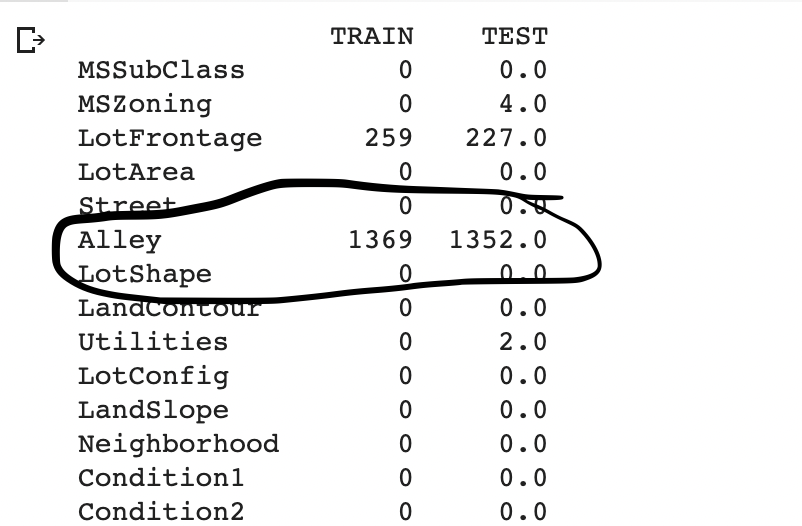 TRAIN TEST
MSSubClass 0 0.0
MSZoning 0 4.0
LotFrontage 259 227.0
LotArea 0 0.0
Street 0 0.0
Alley 1369 1352.0
LotShape 0 0.0
LandContour 0 0.0
Utilities 0 2.0
LotConfig 0 0.0
LandSlope 0 0.0
Neighborhood 0 0.0
Condition1 0 0.0
Condition2 0 0.0